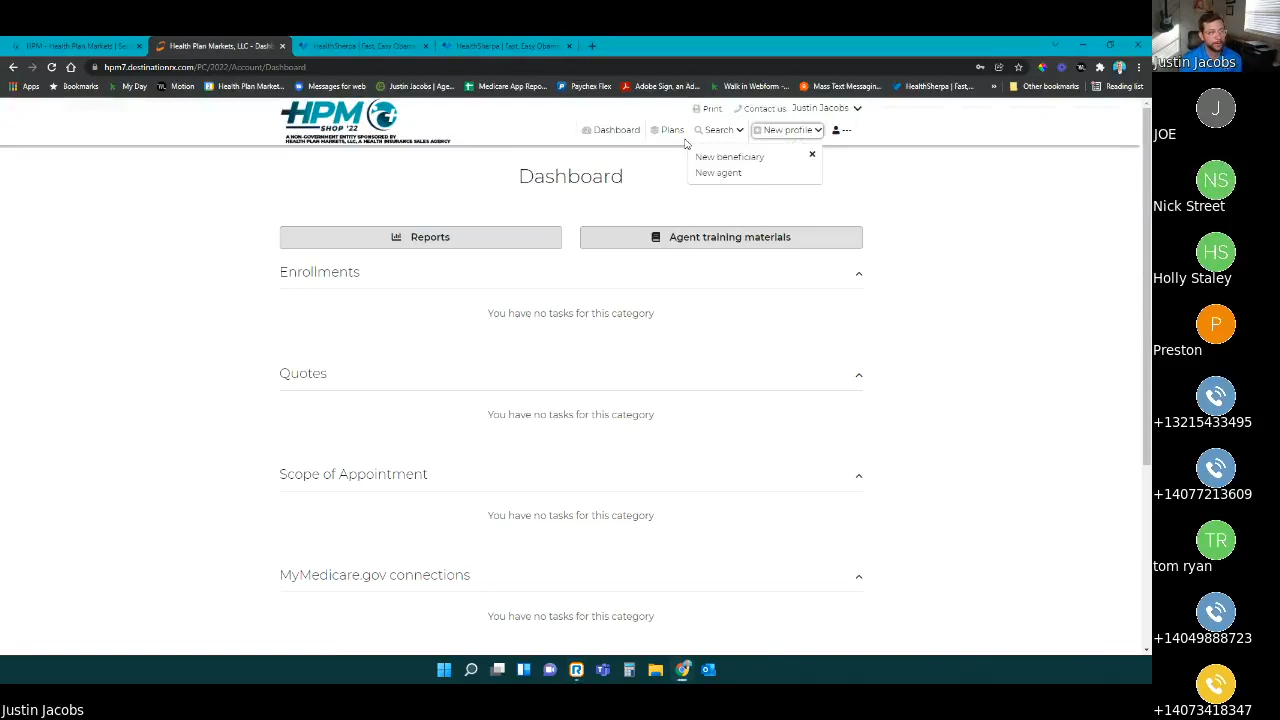 HPM - Health Plan Markets | Se
Health Plan Markets, LLC - Dash
HealthSherpa | Fast, Easy Obam
HealthSherpa | Fast, Easy Obam
hpm7.destinationrx.com/PC/2022/Account/Dashboard
Apps
Bookmarks
My Day
Motion
Health Plan Market...
Justin Jacobs | Age...
Messages for web
Medicare App Repo...
Paychex Flex
Adobe Sign, an Ad...
Walk in Webform -...
Mass Text Messagin...
HealthSherpa | Fast,...
Other bookmarks
Reading list
HPM
SHOP '22
A NON-GOVERNMENT ENTITY SPONSORED BY
HEALTH PLAN MARKETS, LLC, A HEALTH INSURANCE SALES AGENCY
Print
Contact us
Justin Jacobs
Dashboard
Plans
Search
New profile
---
New beneficiary
New agent
Dashboard
Reports
Agent training materials
Enrollments
You have no tasks for this category
Quotes
You have no tasks for this category
Scope of Appointment
You have no tasks for this category
MyMedicare.gov connections
You have no tasks for this category
Justin Jacobs
J
JOE
NS
Nick Street
HS
Holly Staley
P
Preston
+13215433495
+14077213609
TR
tom ryan
+14049888723
+14073418347
Justin Jacobs